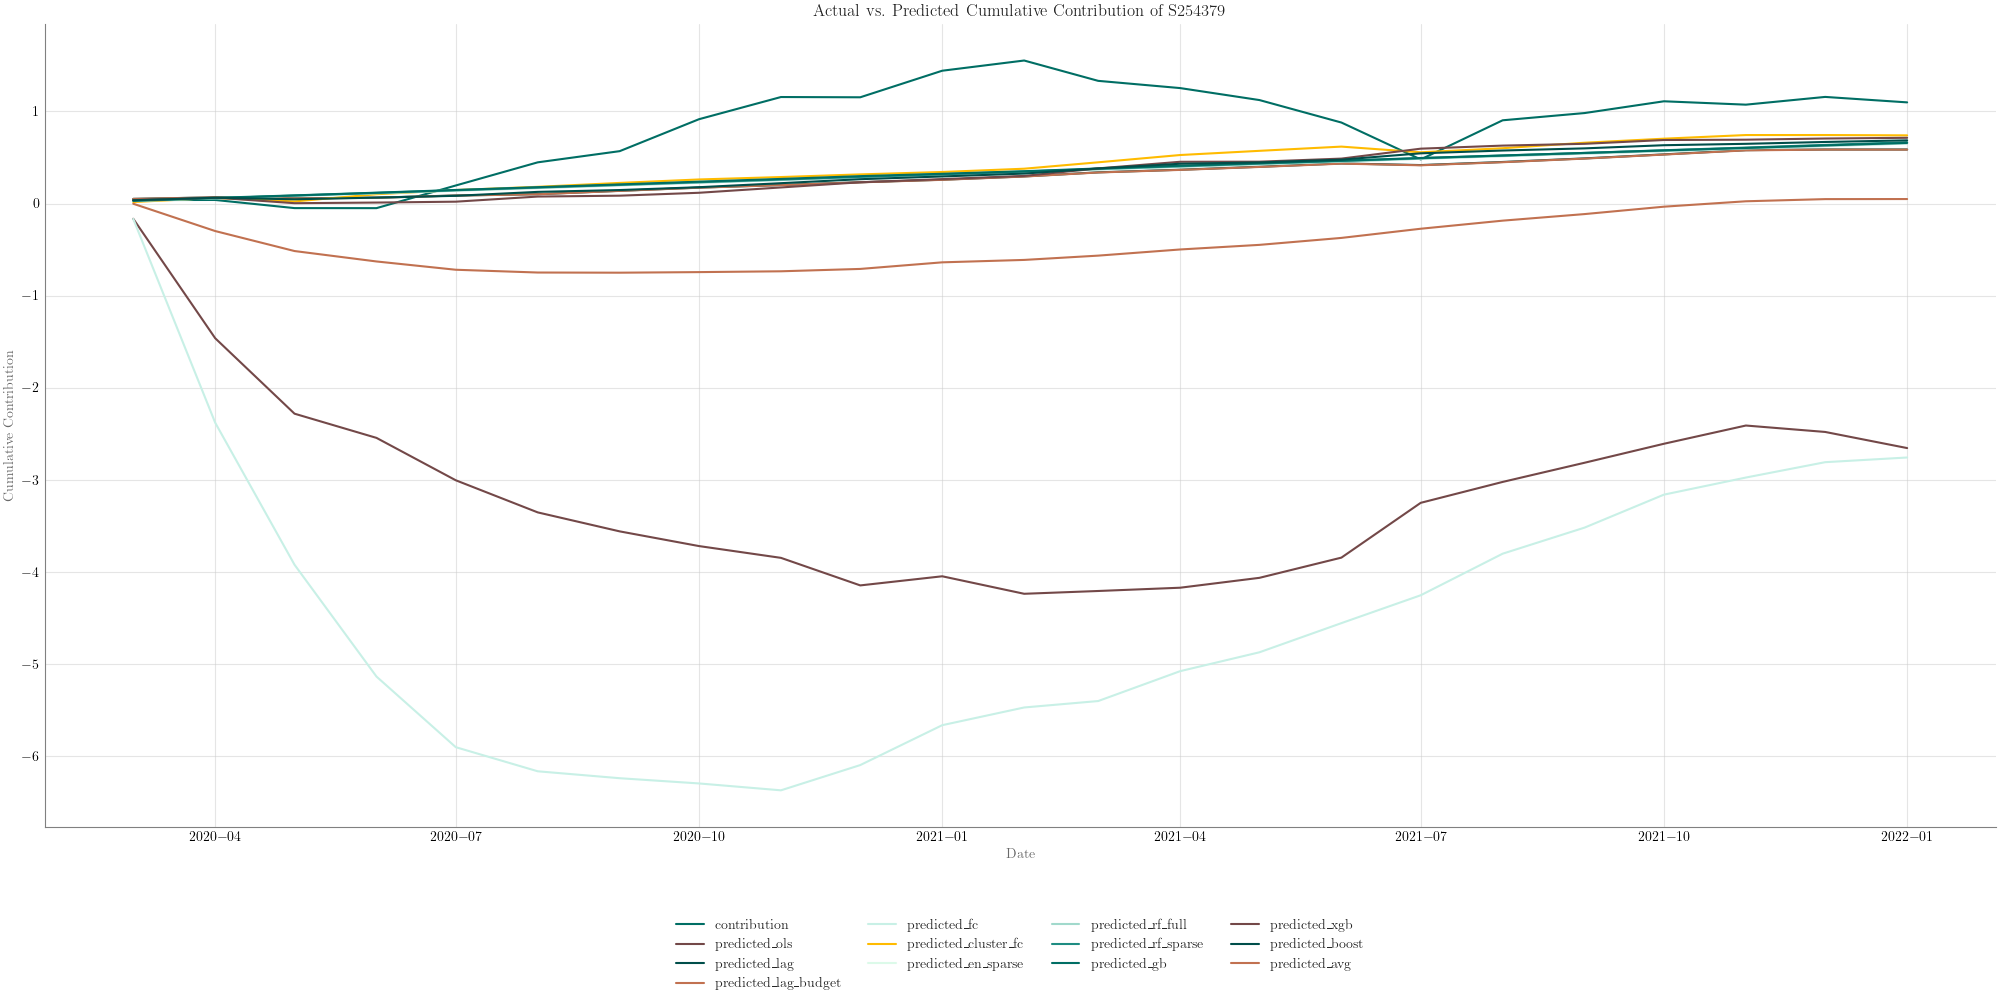 Actual vs. Predicted Cumulative Contribution of S254379
Cumulative Contribution
1
0
−1
−2
−3
−4
−5
−6
2020−04 2020−07 2020−10 2021−01 2021−04 2021−07 2021−10 2022−01
Date
contribution predicted_fc predicted_rf_full predicted_xgb
predicted_ols predicted_cluster_fc predicted_rf_sparse predicted_boost
predicted_lag predicted_en_sparse predicted_gb predicted_avg
predicted_lag_budget